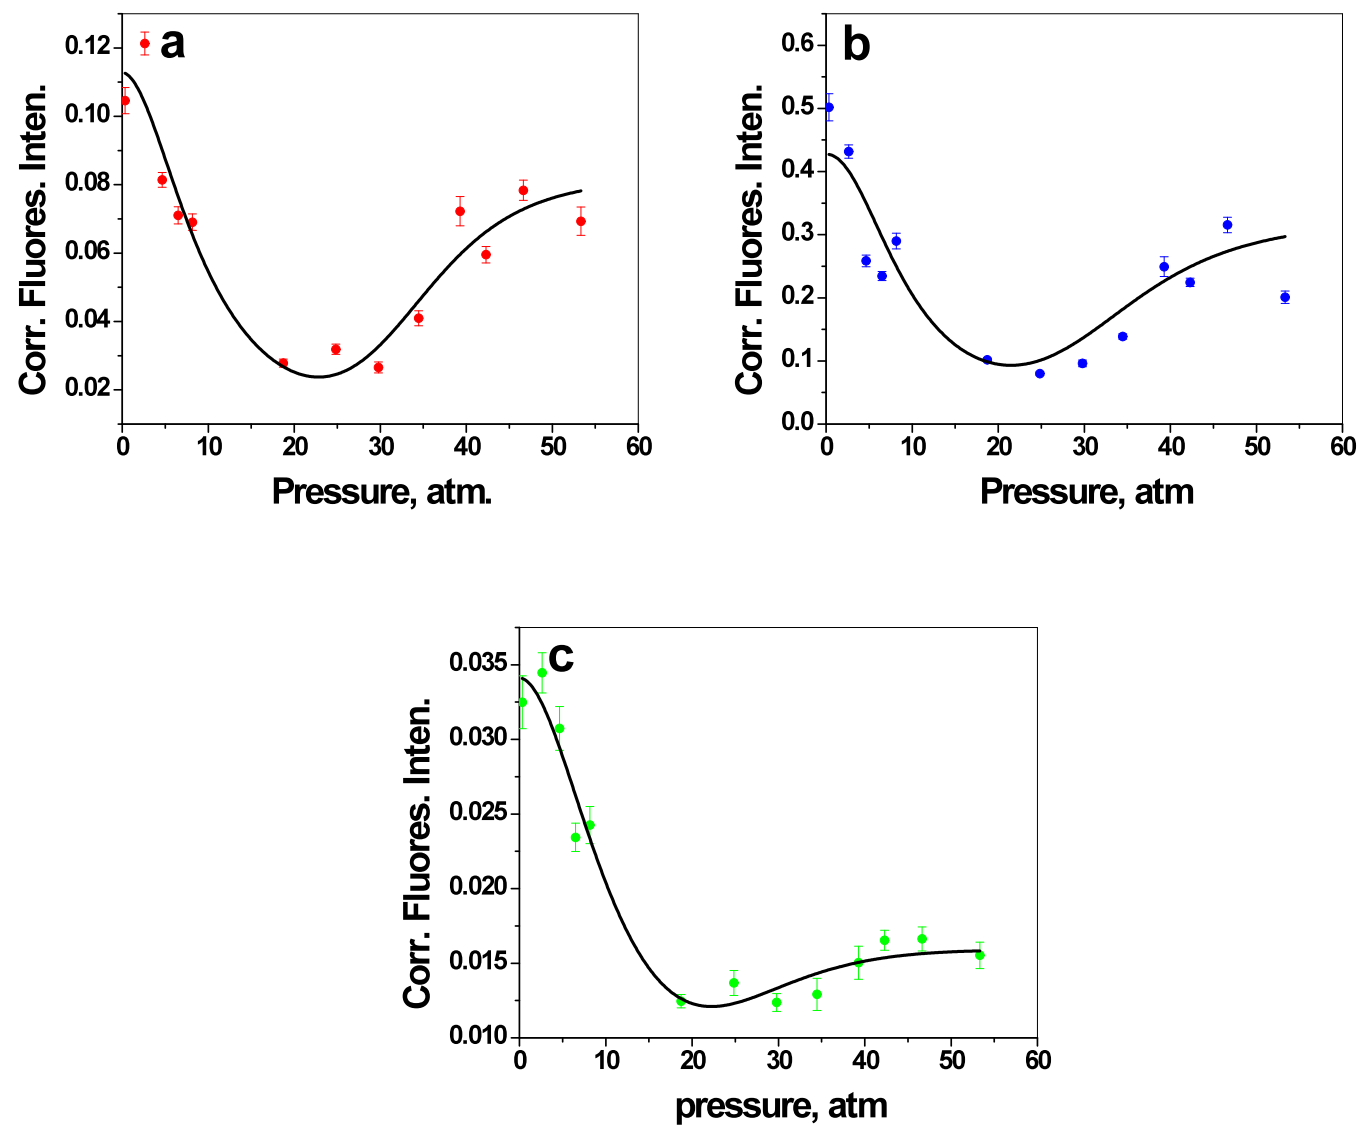 a
Corr. Fluores. Inten.
0.12
0.10
0.08
0.06
0.04
0.02
0 10 20 30 40 50 60
Pressure, atm.
b
Corr. Fluores. Inten.
0.6
0.5
0.4
0.3
0.2
0.1
0.0
0 10 20 30 40 50 60
Pressure, atm
c
Corr. Fluores. Inten.
0.035
0.030
0.025
0.020
0.015
0.010
0 10 20 30 40 50 60
pressure, atm